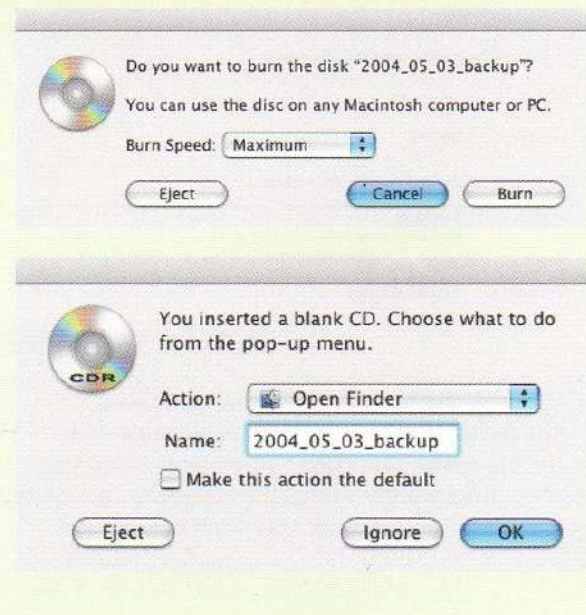 Do you want to burn the disk "2004_05_03_backup"?
You can use the disc on any Macintosh computer or PC.
Burn Speed: Maximum
Eject Cancel Burn
You inserted a blank CD. Choose what to do
from the pop-up menu.
CDR
Action: Open Finder
Name: 2004_05_03_backup
Make this action the default
Eject Ignore OK